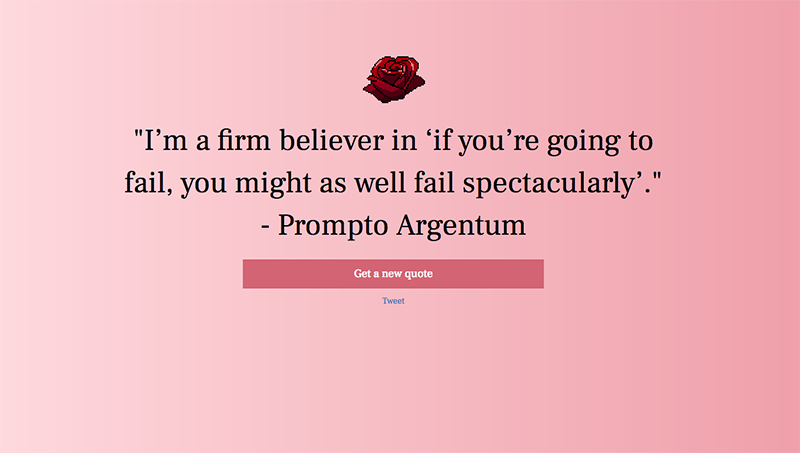 "I’m a firm believer in ‘if you’re going to
fail, you might as well fail spectacularly’."
- Prompto Argentum
Get a new quote
Tweet